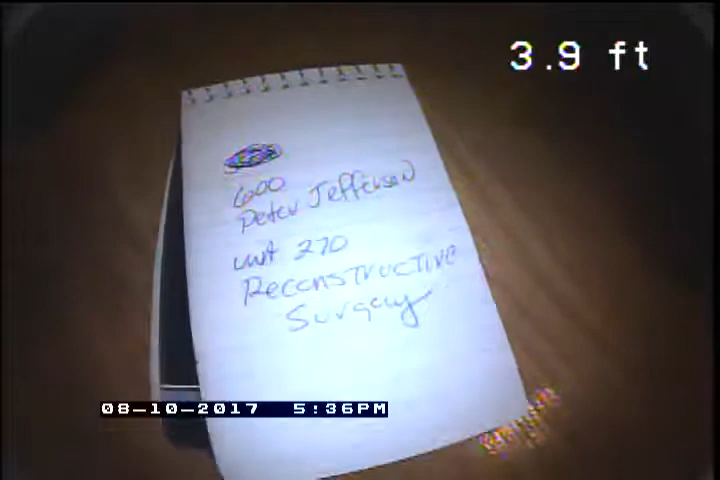 3.9 ft
600
Peter Jefferson
unit 270
Reconstructive
Surgery
08-10-2017 5:36PM